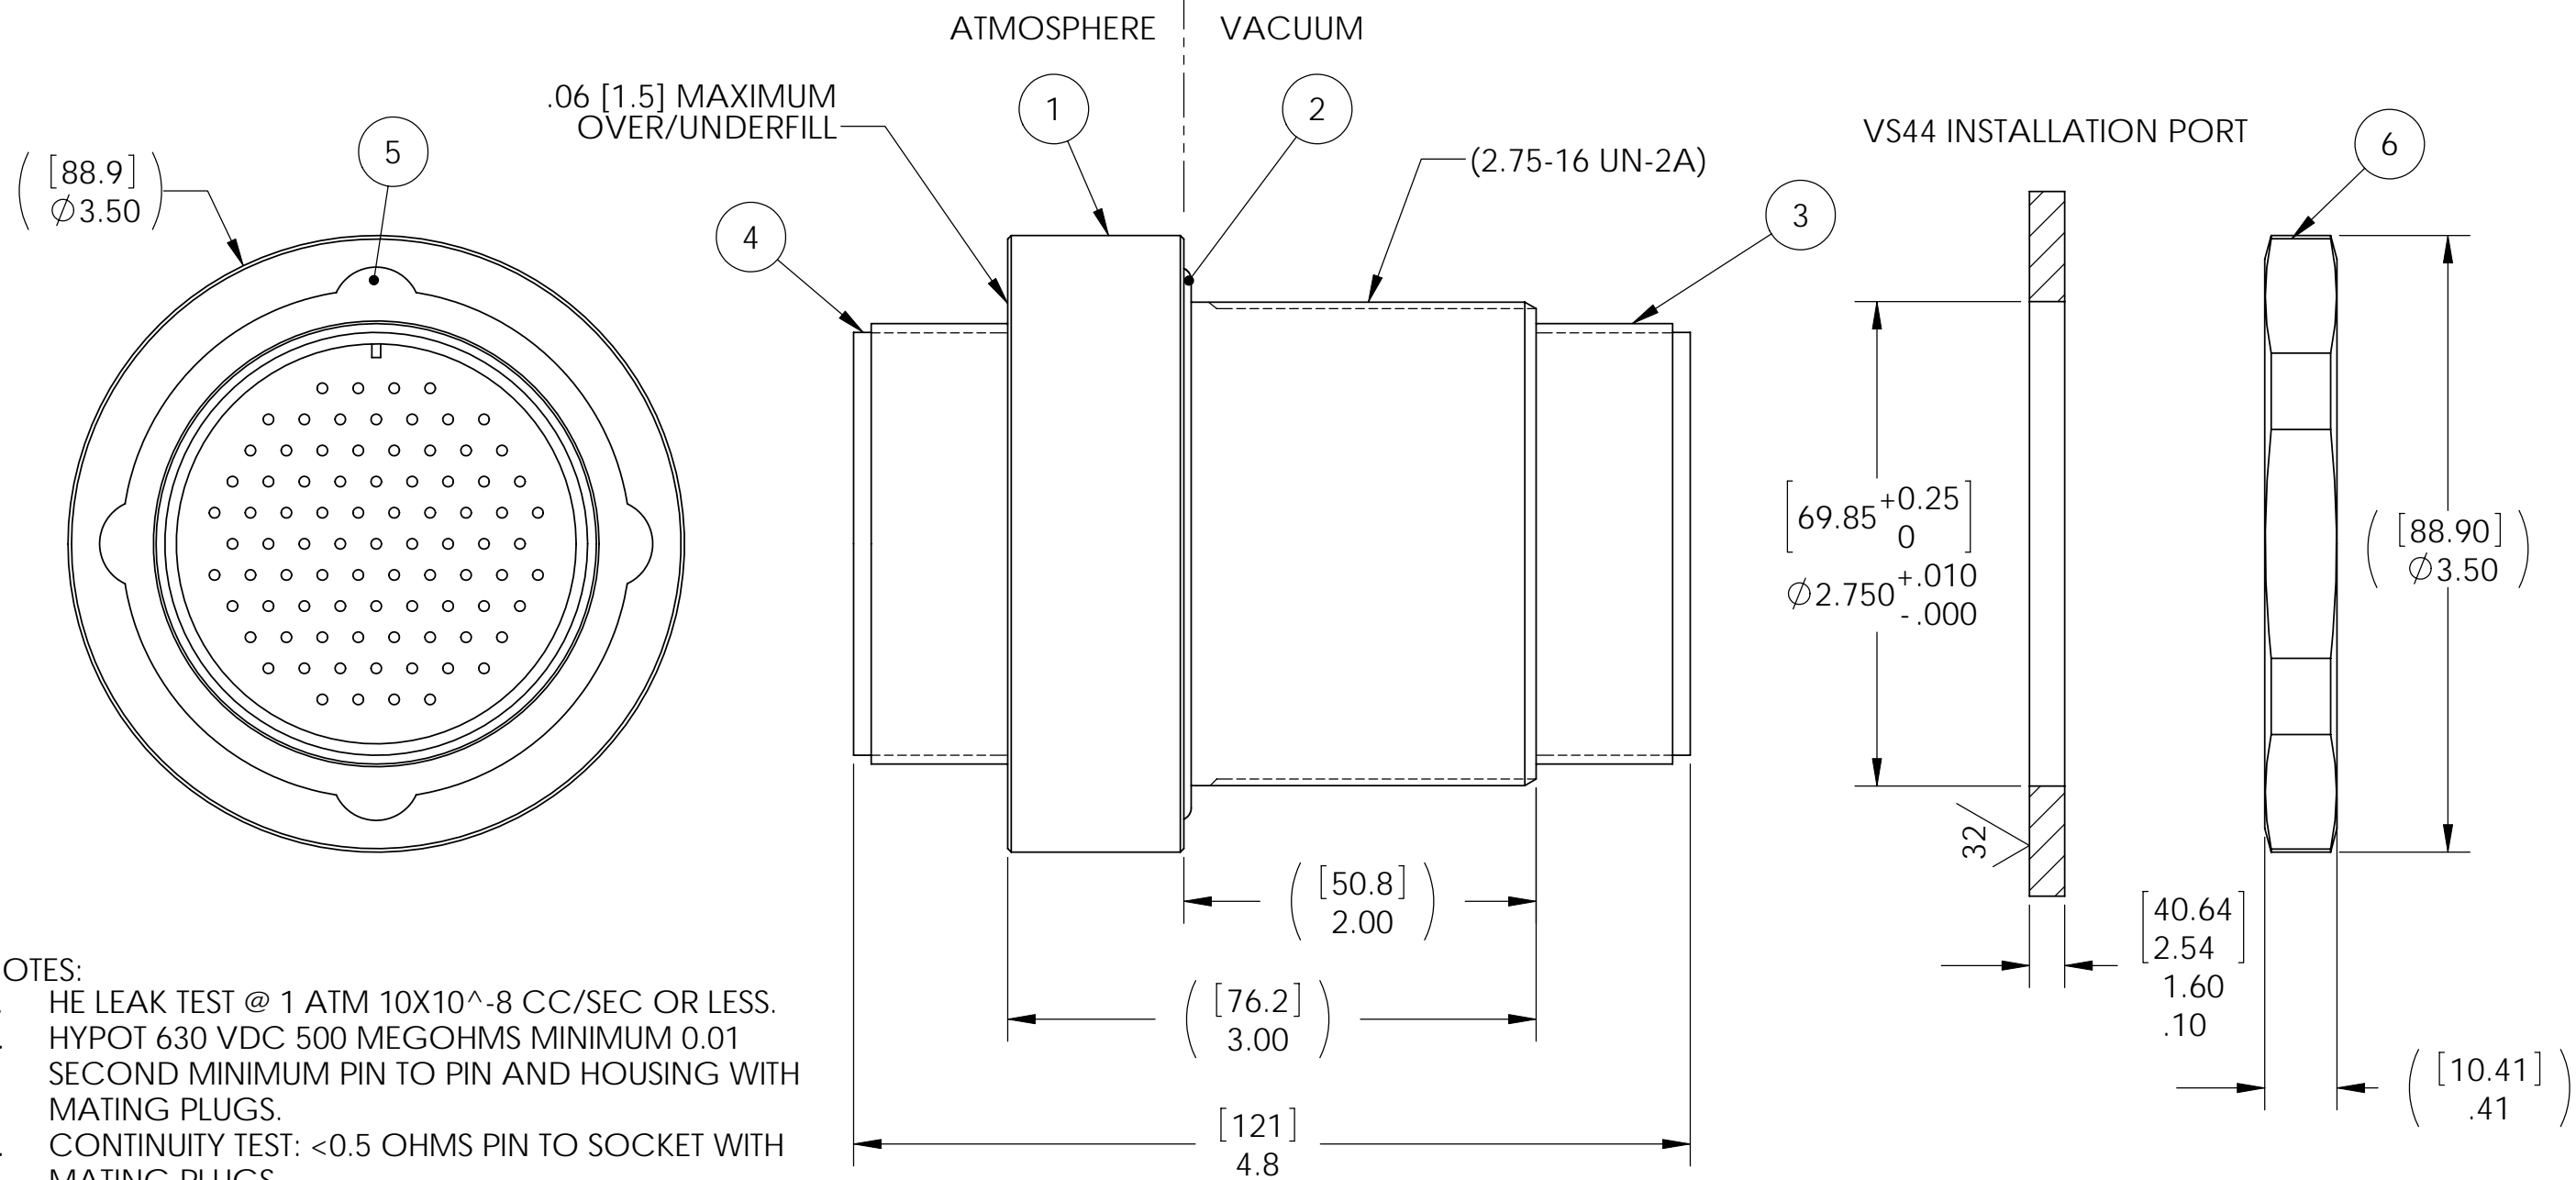 ATMOSPHERE
VACUUM
.06 [1.5] MAXIMUM
OVER/UNDERFILL
1
2
5
4
3
6
([88.9]
∅3.50)
(2.75-16 UN-2A)
VS44 INSTALLATION PORT
[69.85 +0.25
0]
∅2.750 +.010
-.000
([88.90]
∅3.50)
32
([50.8]
2.00)
([76.2]
3.00)
[121]
4.8
[40.64
2.54]
1.60
.10
([10.41]
.41)
OTES:
. HE LEAK TEST @ 1 ATM 10X10^-8 CC/SEC OR LESS.
. HYPOT 630 VDC 500 MEGOHMS MINIMUM 0.01
SECOND MINIMUM PIN TO PIN AND HOUSING WITH
MATING PLUGS.
. CONTINUITY TEST: <0.5 OHMS PIN TO SOCKET WITH
MATING PLUGS